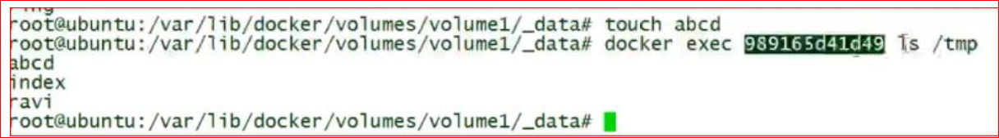 root@ubuntu:/var/lib/docker/volumes/volume1/_data# touch abcd
root@ubuntu:/var/lib/docker/volumes/volume1/_data# docker exec 989165d41d49 ls /tmp
abcd
index
ravi
root@ubuntu:/var/lib/docker/volumes/volume1/_data#